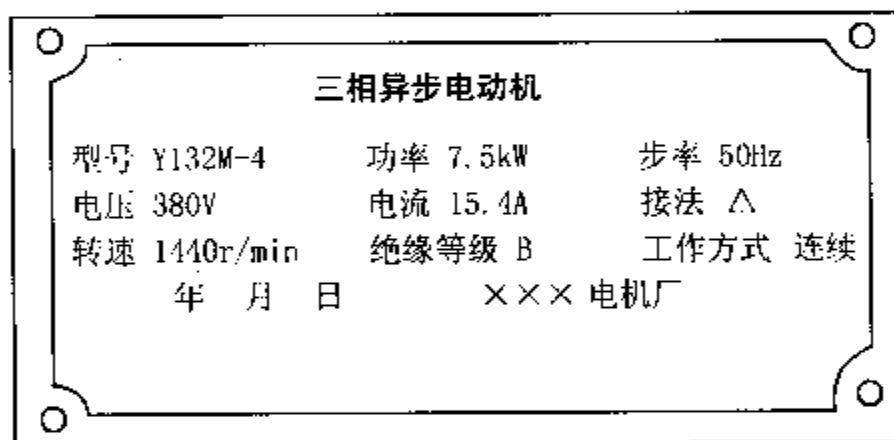 三相异步电动机
型号 Y132M-4 功率 7.5kW 步率 50Hz
电压 380V 电流 15.4A 接法 △
转速 1440r/min 绝缘等级 B 工作方式 连续
年 月 日 ××× 电机厂